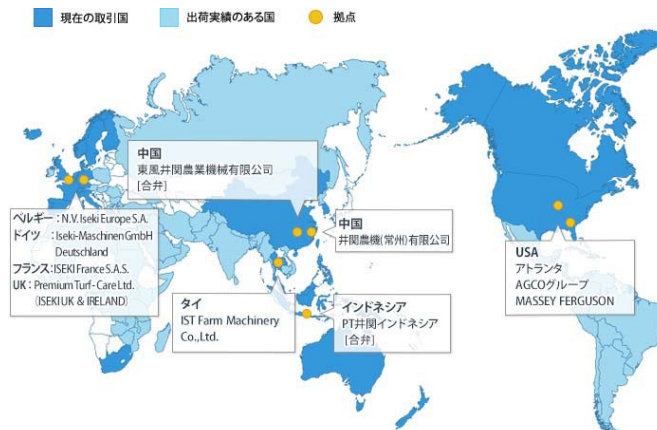 現在の取引国 出荷実績のある国 拠点
中国
東風井関農業機械有限公司
[合弁]
中国
井関農機(常州)有限公司
ベルギー：N.V. Iseki Europe S.A.
ドイツ：Iseki-Maschinen GmbH
Deutschland
フランス：ISEKI France S.A.S.
UK：Premium Turf-Care Ltd.
(ISEKI UK & IRELAND)
タイ
IST Farm Machinery
Co.,Ltd.
インドネシア
PT井関インドネシア
[合弁]
USA
アトランタ
AGCOグループ
MASSEY FERGUSON